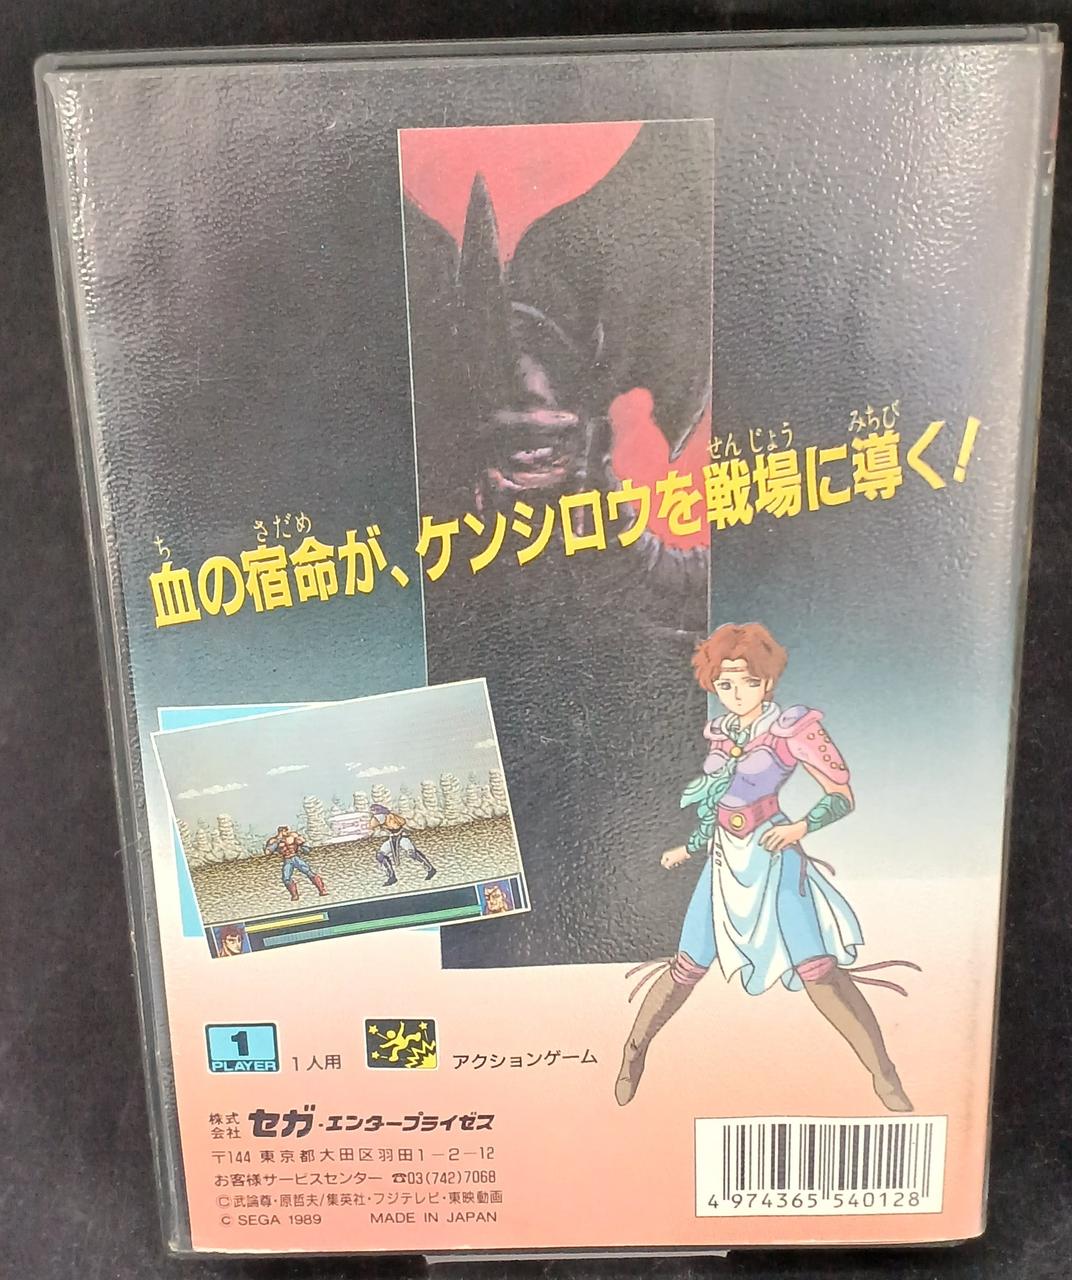 血の宿命が、ケンシロウを戦場に導く!
ち さだめ せんじょう みちび
1
PLAYER
1人用
アクションゲーム
株式会社 セガ・エンタープライゼス
〒144 東京都大田区羽田1-2-12
お客様サービスセンター ☎03(742)7068
©武論尊・原哲夫/集英社・フジテレビ・東映動画
© SEGA 1989 MADE IN JAPAN
4 974365 540128